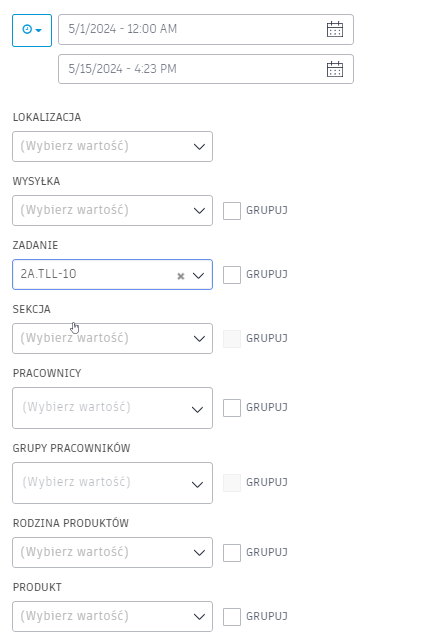 5/1/2024 - 12:00 AM
5/15/2024 - 4:23 PM
LOKALIZACJA
(Wybierz wartość)
WYSYŁKA
(Wybierz wartość) GRUPUJ
ZADANIE
2A.TLL-10 GRUPUJ
SEKCJA
(Wybierz wartość) GRUPUJ
PRACOWNICY
(Wybierz wartość) GRUPUJ
GRUPY PRACOWNIKÓW
(Wybierz wartość) GRUPUJ
RODZINA PRODUKTÓW
(Wybierz wartość) GRUPUJ
PRODUKT
(Wybierz wartość) GRUPUJ